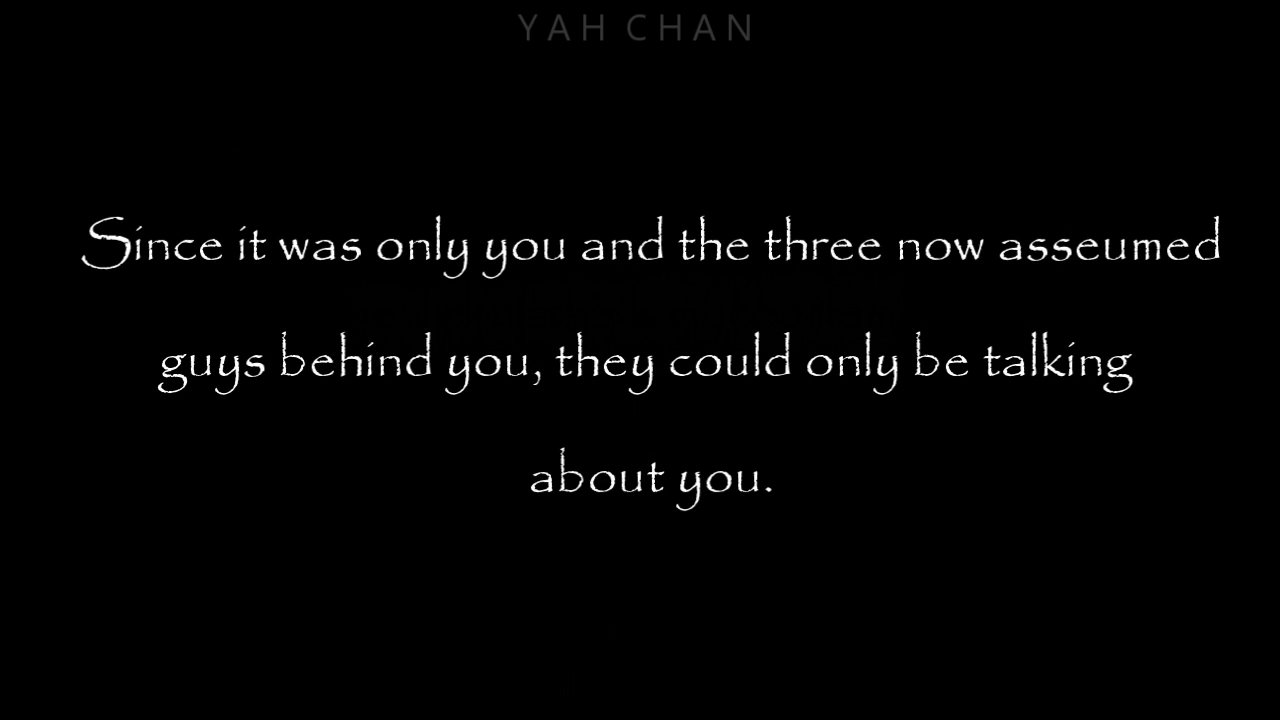 YAH CHAN
Since it was only you and the three now asseumed
guys behind you, they could only be talking
about you.